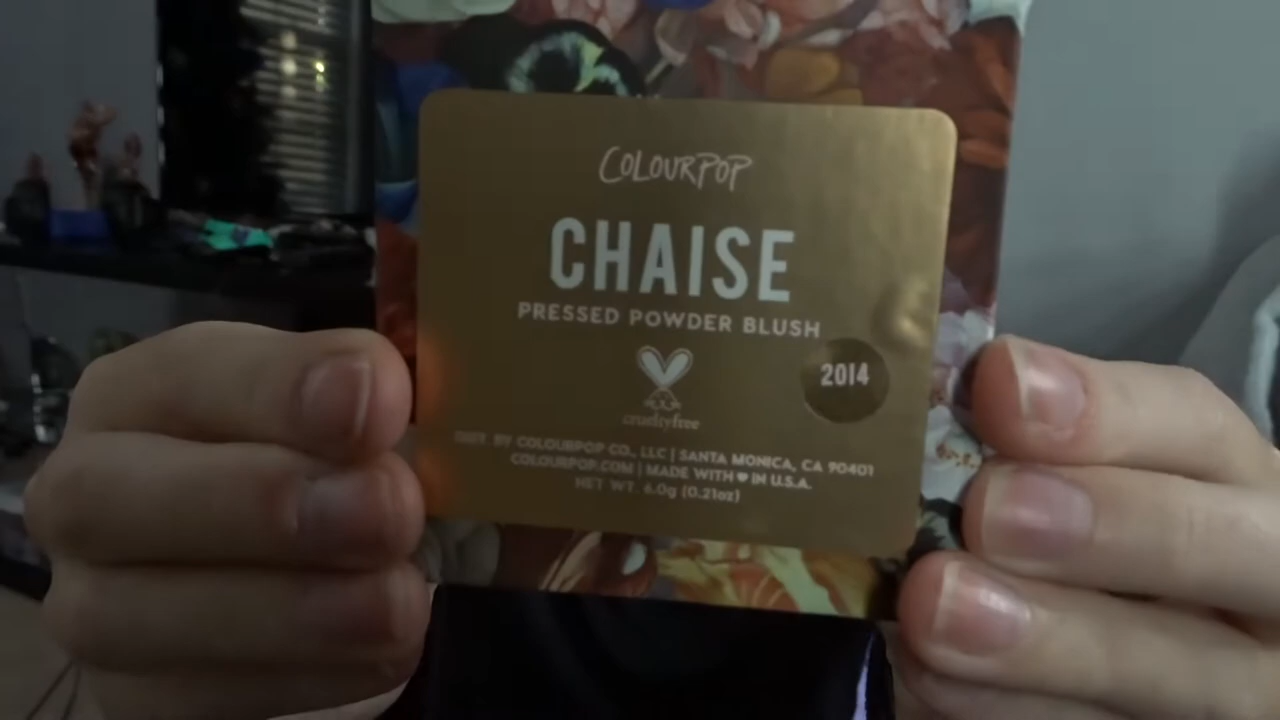 COLOURPOP
CHAISE
PRESSED POWDER BLUSH
2014
crueltyfree
DIST. BY COLOURPOP CO., LLC | SANTA MONICA, CA 90401
COLOURPOP.COM | MADE WITH ♥ IN U.S.A.
NET WT. 6.0g (0.21oz)